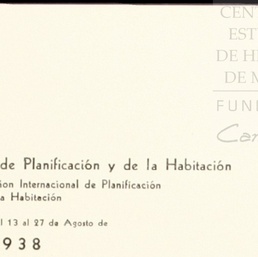 CEN
EST
DE H
DE M
FUN
Car
de Planificación y de la Habitación
ion Internacional de Planificación
a Habitación
l 13 al 27 de Agosto de
938